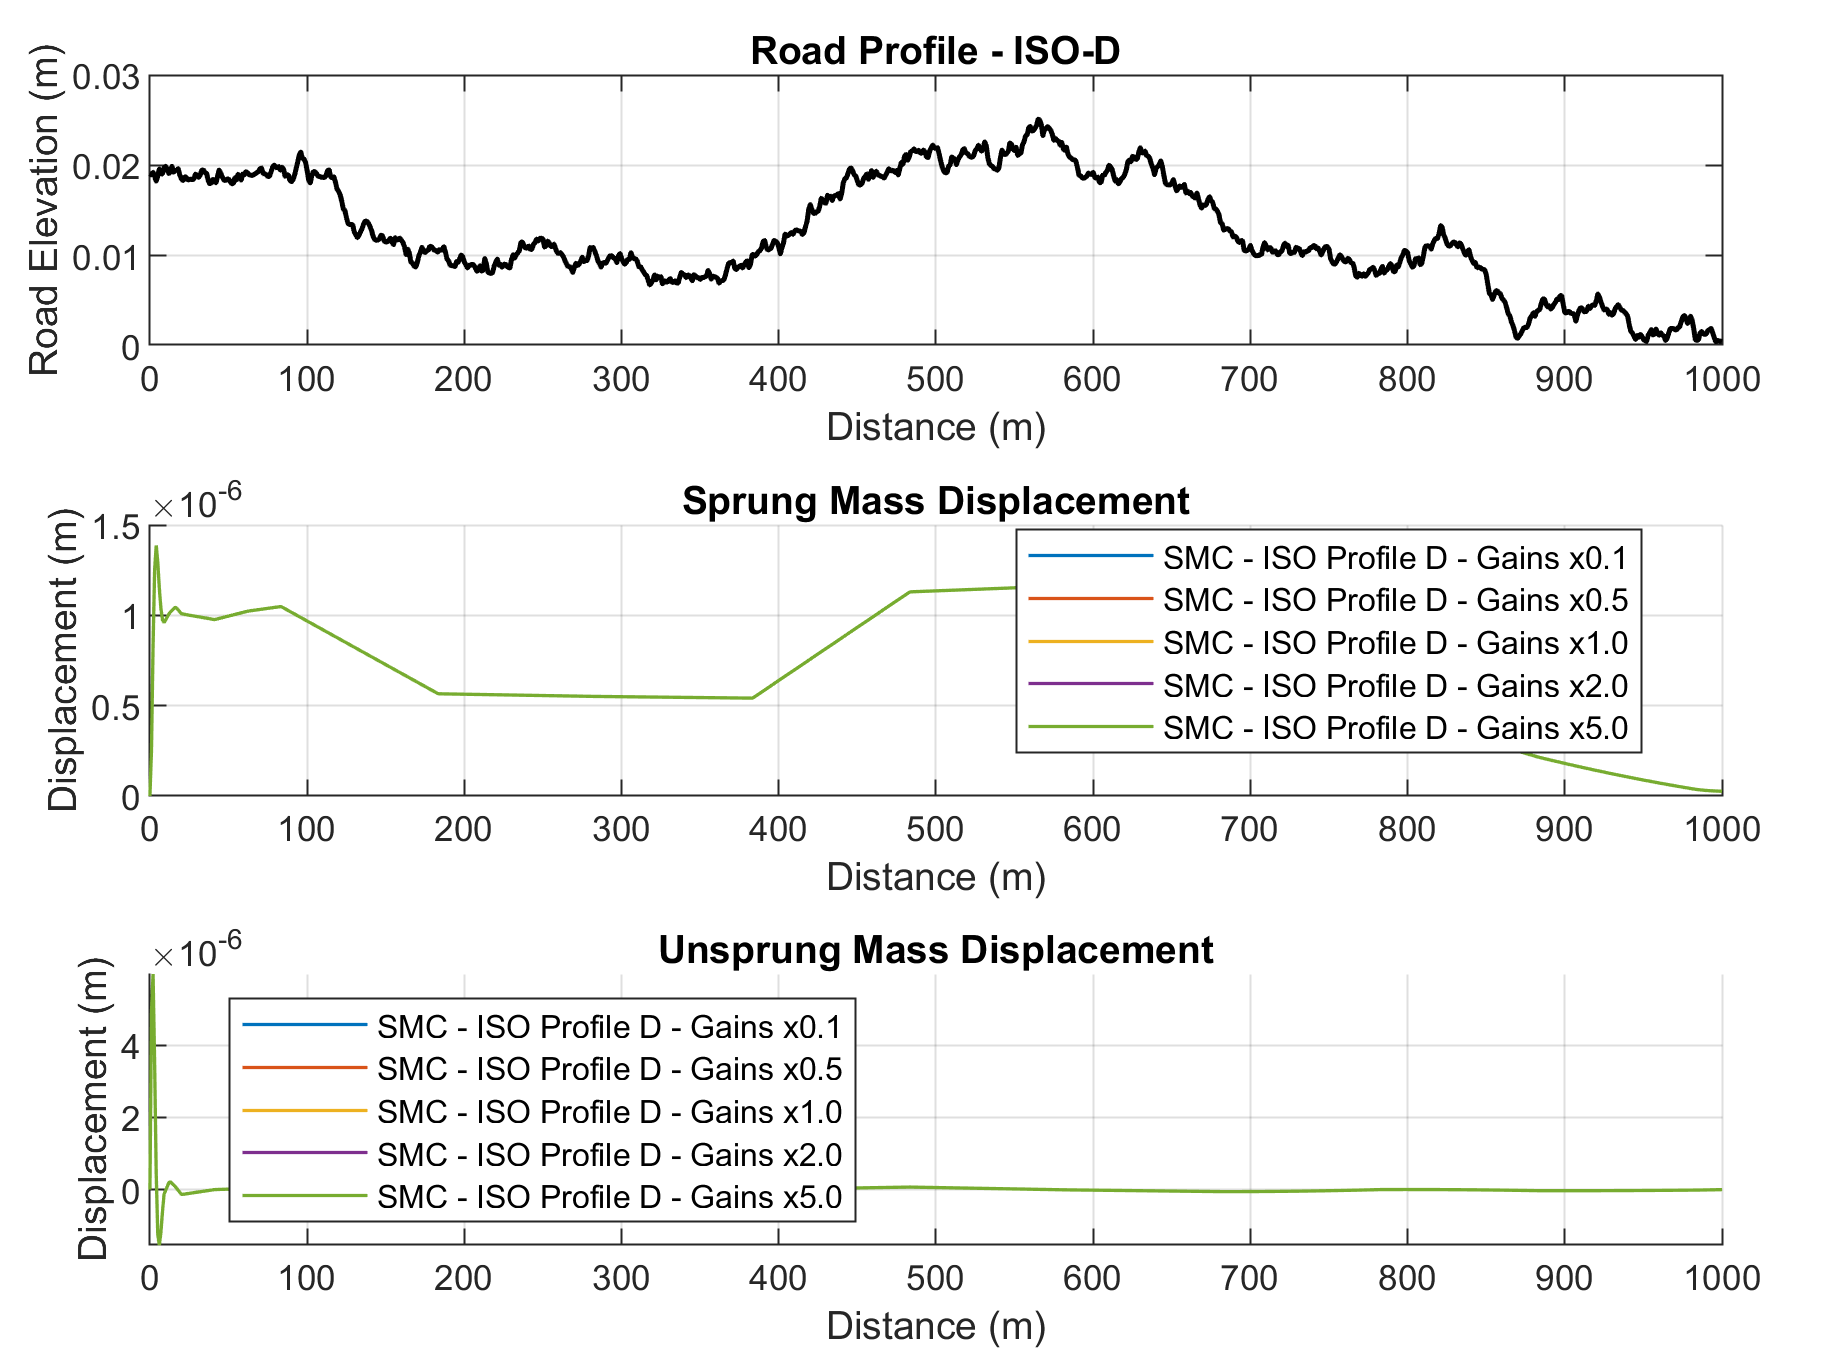 Road Profile - ISO-D
Road Elevation (m)
0.03
0.02
0.01
0
0 100 200 300 400 500 600 700 800 900 1000
Distance (m)
Sprung Mass Displacement
×10-6
Displacement (m)
1.5
1
0.5
0
SMC - ISO Profile D - Gains x0.1
SMC - ISO Profile D - Gains x0.5
SMC - ISO Profile D - Gains x1.0
SMC - ISO Profile D - Gains x2.0
SMC - ISO Profile D - Gains x5.0
0 100 200 300 400 500 600 700 800 900 1000
Distance (m)
Unsprung Mass Displacement
×10-6
Displacement (m)
4
2
0
SMC - ISO Profile D - Gains x0.1
SMC - ISO Profile D - Gains x0.5
SMC - ISO Profile D - Gains x1.0
SMC - ISO Profile D - Gains x2.0
SMC - ISO Profile D - Gains x5.0
0 100 200 300 400 500 600 700 800 900 1000
Distance (m)